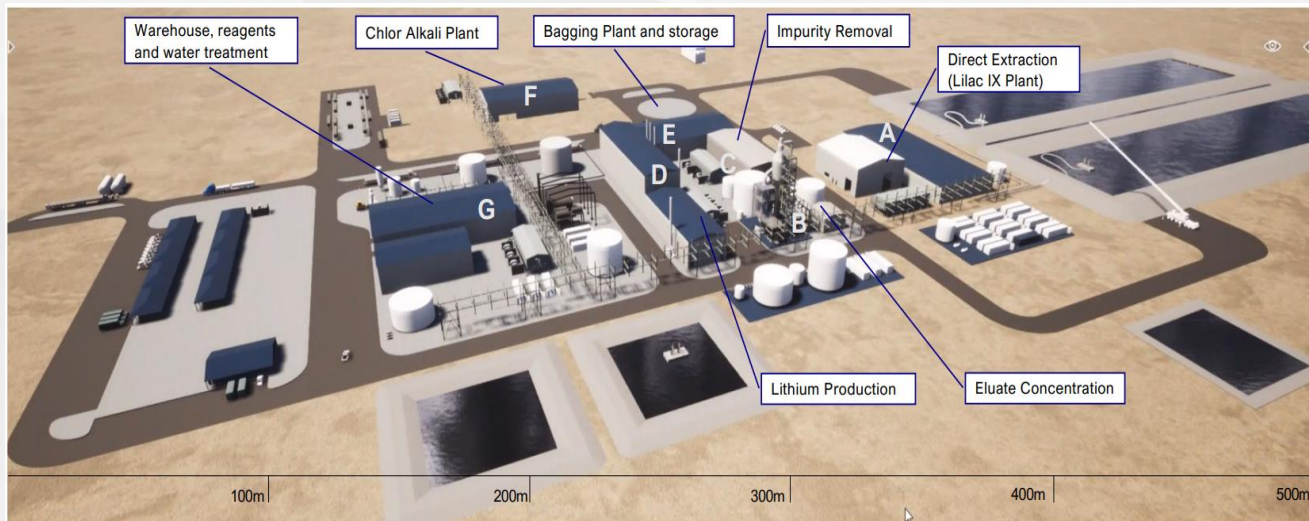 Warehouse, reagents
and water treatment
Chlor Alkali Plant
Bagging Plant and storage
Impurity Removal
Direct Extraction
(Lilac IX Plant)
F
E
A
C
D
G
B
Lithium Production
Eluate Concentration
100m
200m
300m
400m
500m